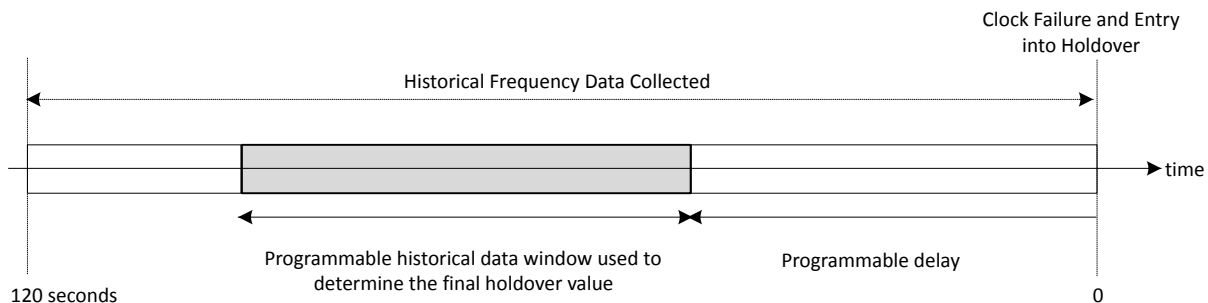 Clock Failure and Entry
into Holdover
Historical Frequency Data Collected
time
Programmable historical data window used to
determine the final holdover value
Programmable delay
120 seconds
0